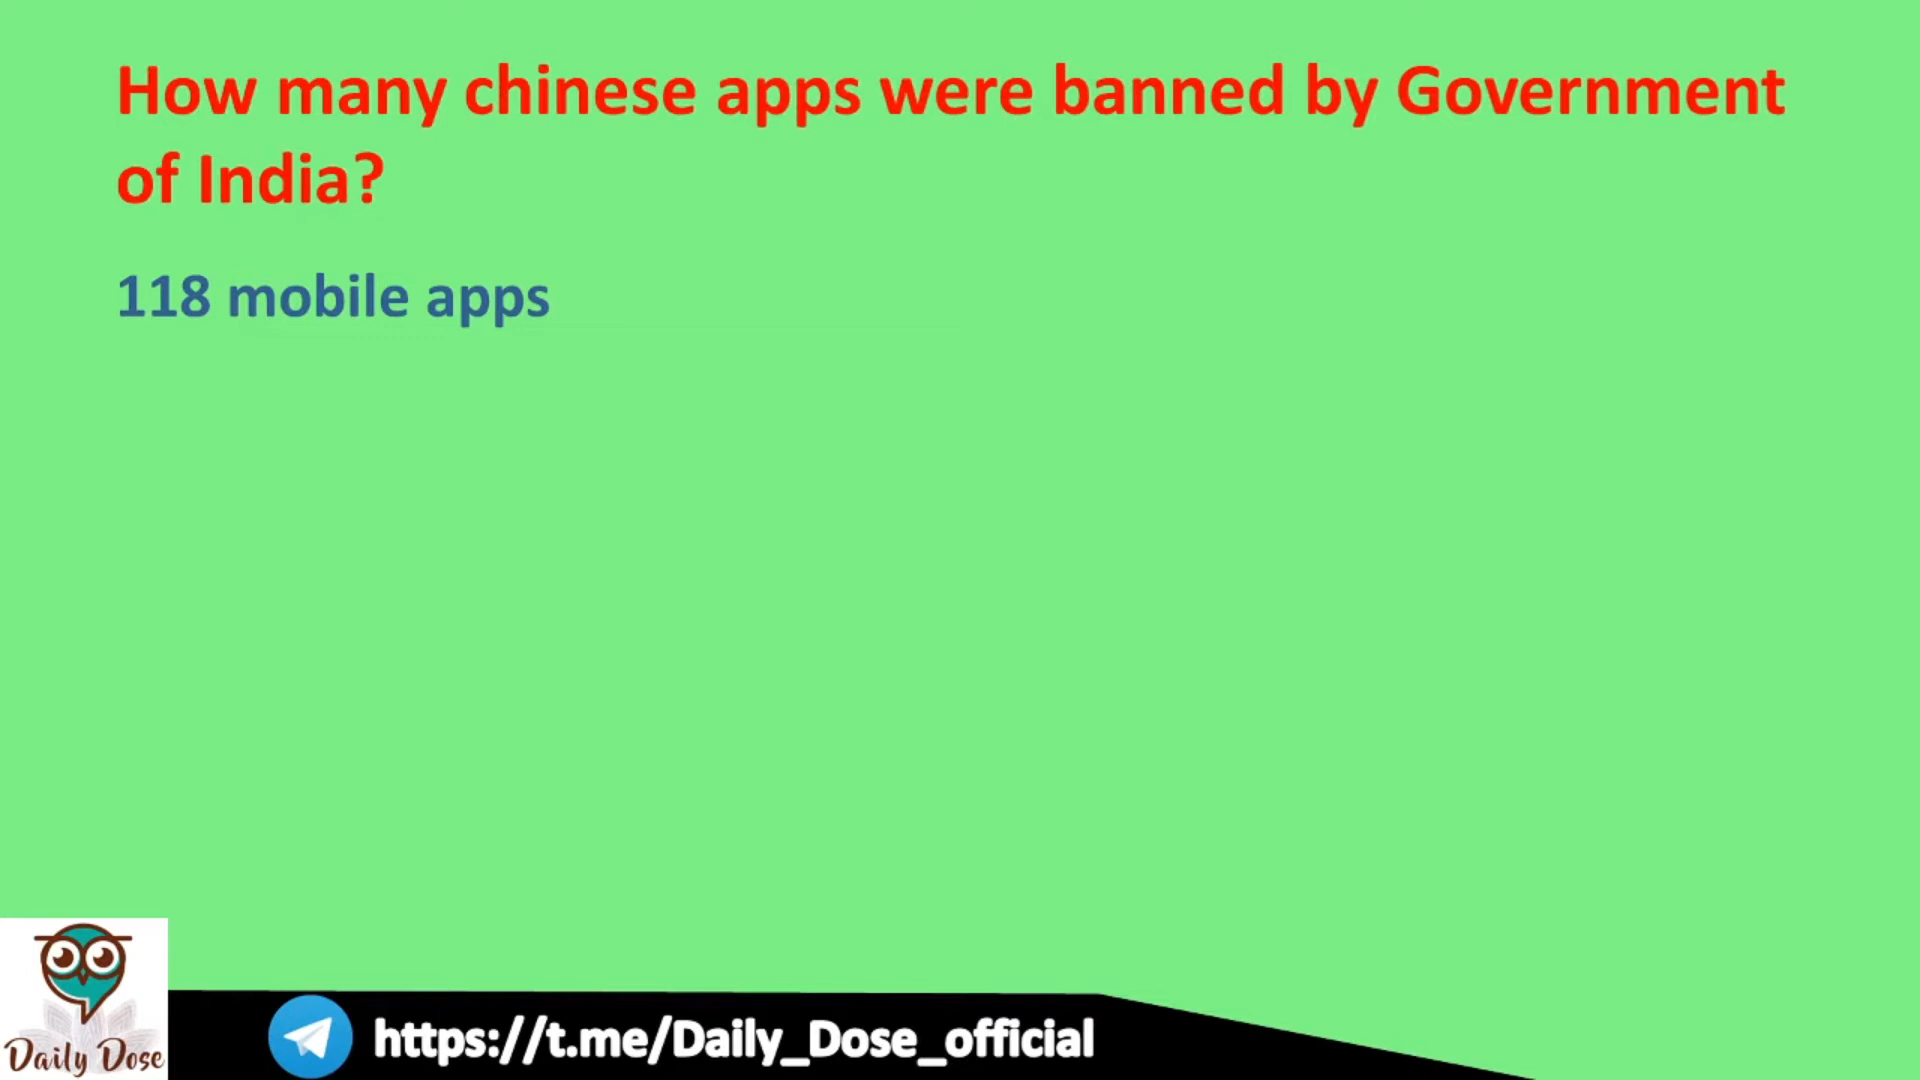 How many chinese apps were banned by Government
of India?
118 mobile apps
Daily Dose
https://t.me/Daily_Dose_official